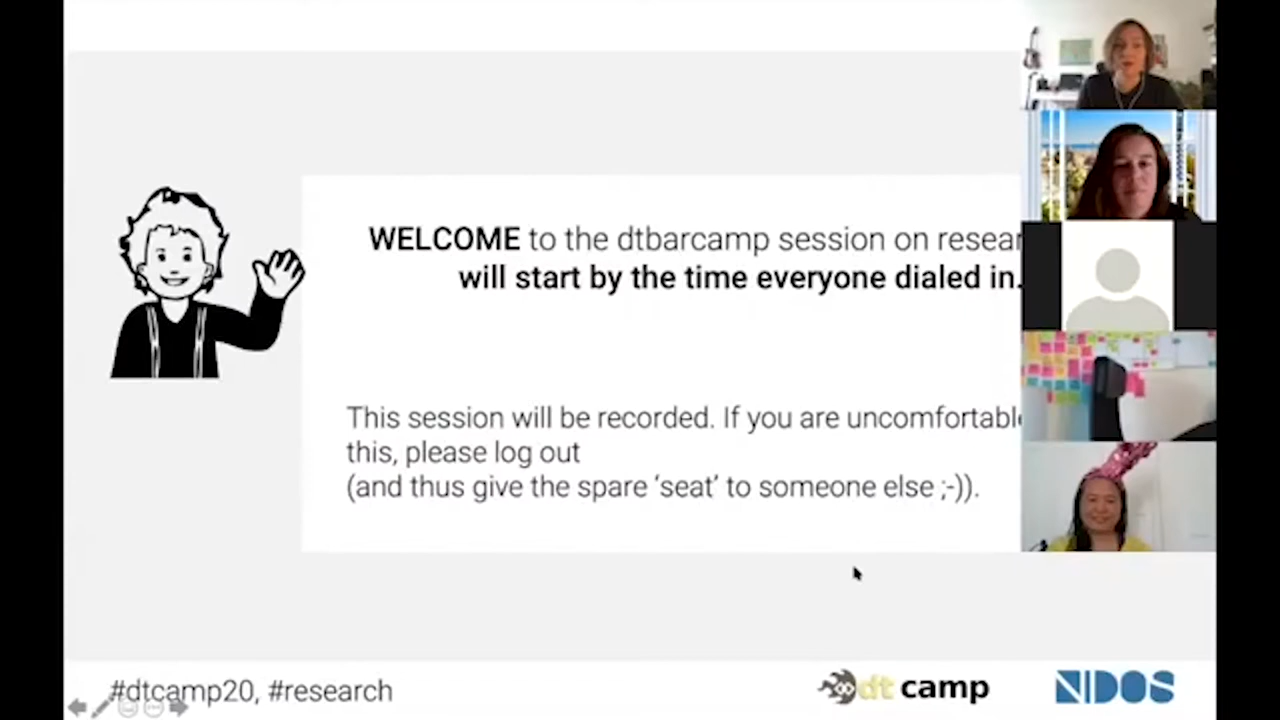 WELCOME to the dtbarcamp session on resear
will start by the time everyone dialed in.
This session will be recorded. If you are uncomfortable
this, please log out
(and thus give the spare ‘seat’ to someone else ;-)).
#dtcamp20, #research
dt camp
NIDOS